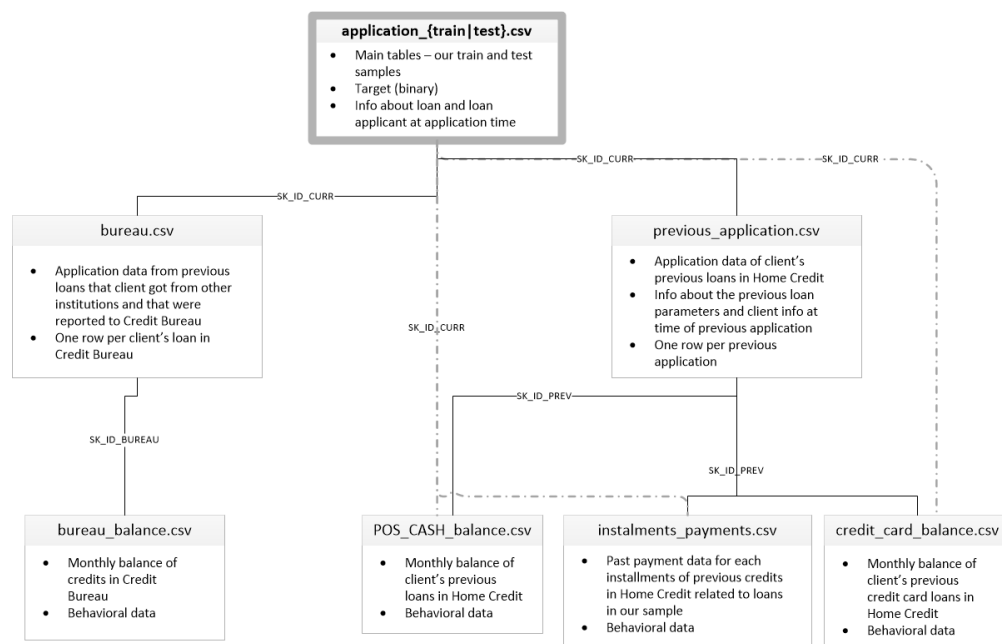 application_{train|test}.csv
• Main tables – our train and test
samples
• Target (binary)
• Info about loan and loan
applicant at application time
SK_ID_CURR
SK_ID_CURR
SK_ID_CURR
bureau.csv
• Application data from previous
loans that client got from other
institutions and that were
reported to Credit Bureau
• One row per client's loan in
Credit Bureau
previous_application.csv
• Application data of client's
previous loans in Home Credit
• Info about the previous loan
parameters and client info at
time of previous application
• One row per previous
application
SK_ID_CURR
SK_ID_PREV
SK_ID_BUREAU
SK_ID_PREV
bureau_balance.csv
• Monthly balance of
credits in Credit
Bureau
• Behavioral data
POS_CASH_balance.csv
• Monthly balance of
client's previous
loans in Home Credit
• Behavioral data
instalments_payments.csv
• Past payment data for each
installments of previous credits
in Home Credit related to loans
in our sample
• Behavioral data
credit_card_balance.csv
• Monthly balance of
client's previous
credit card loans in
Home Credit
• Behavioral data